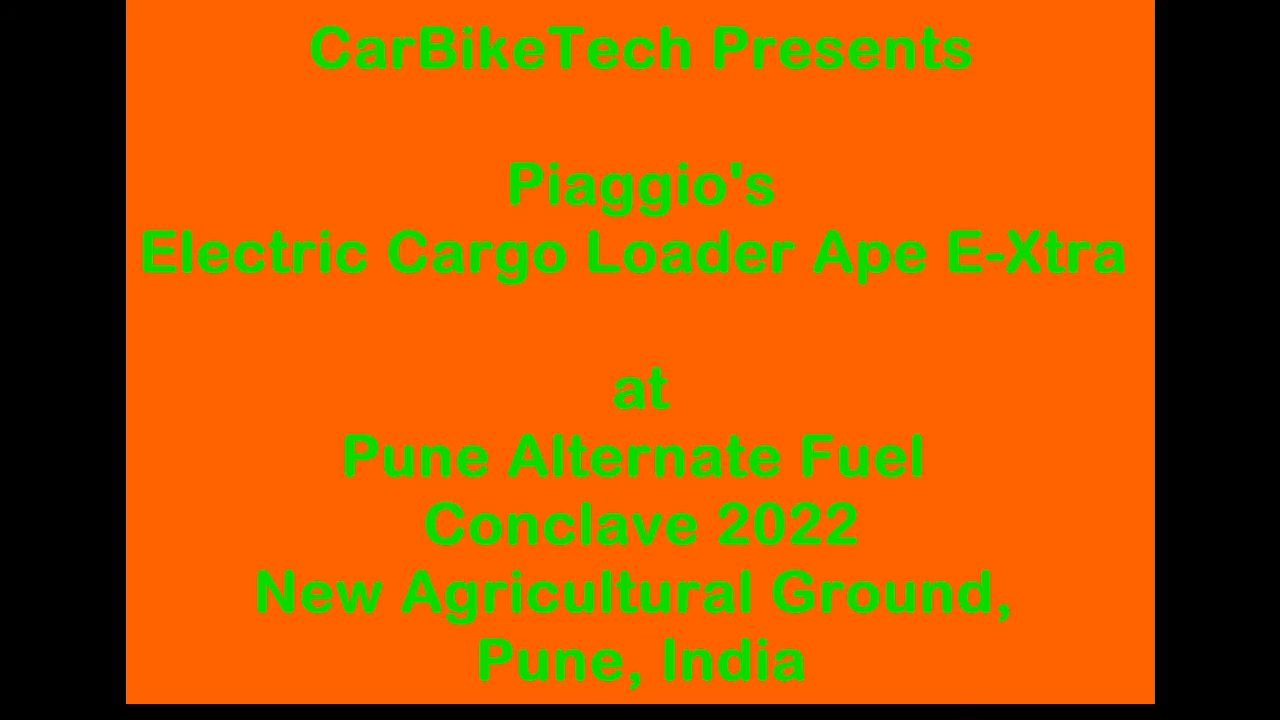 CarBikeTech Presents
Piaggio's
Electric Cargo Loader Ape E-Xtra
at
Pune Alternate Fuel
Conclave 2022
New Agricultural Ground,
Pune, India